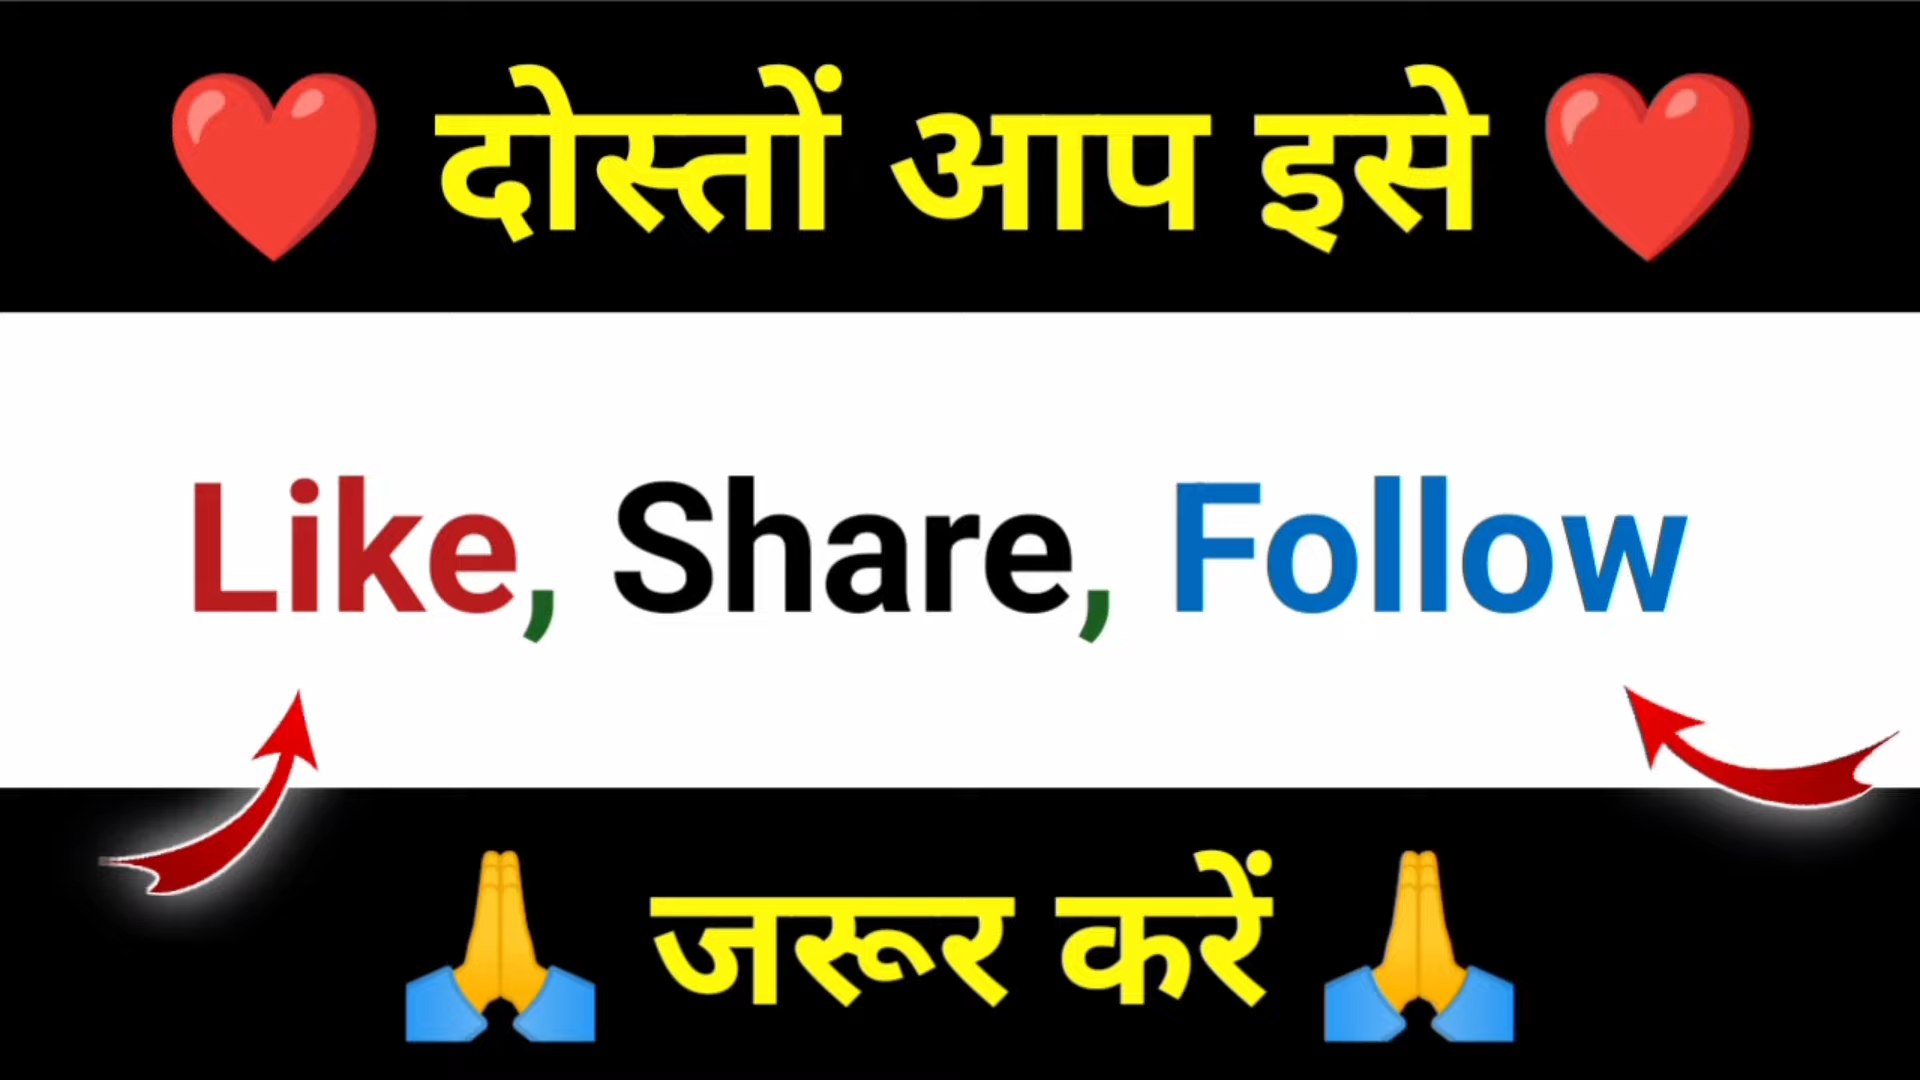 ❤️ दोस्तों आप इसे ❤️
Like, Share, Follow
🙏 जरूर करें 🙏